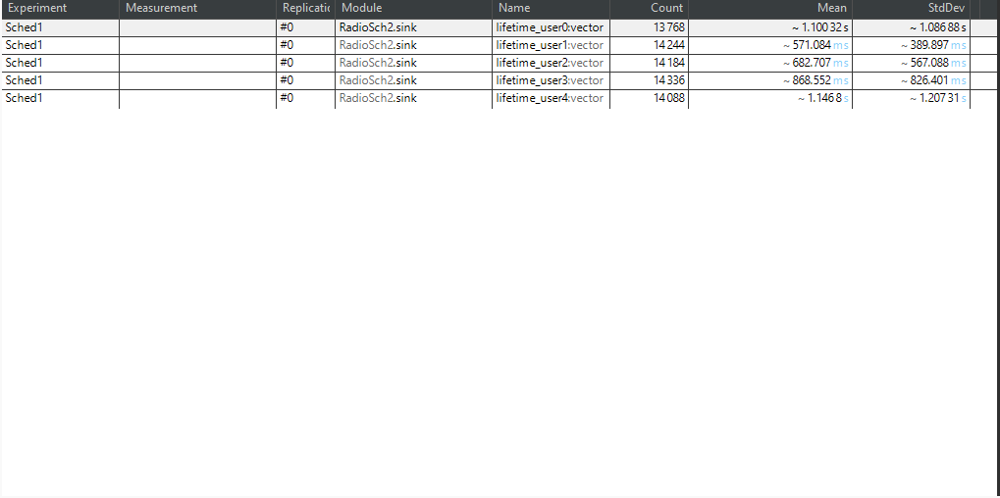 Experiment Measurement Replicatic Module Name Count Mean StdDev
Sched1 #0 RadioSch2.sink lifetime_user0:vector 13 768 ~ 1.100 32 s ~ 1.086 88 s
Sched1 #0 RadioSch2.sink lifetime_user1:vector 14 244 ~ 571.084 ms ~ 389.897 ms
Sched1 #0 RadioSch2.sink lifetime_user2:vector 14 184 ~ 682.707 ms ~ 567.088 ms
Sched1 #0 RadioSch2.sink lifetime_user3:vector 14 336 ~ 868.552 ms ~ 826.401 ms
Sched1 #0 RadioSch2.sink lifetime_user4:vector 14 088 ~ 1.146 8 s ~ 1.207 31 s